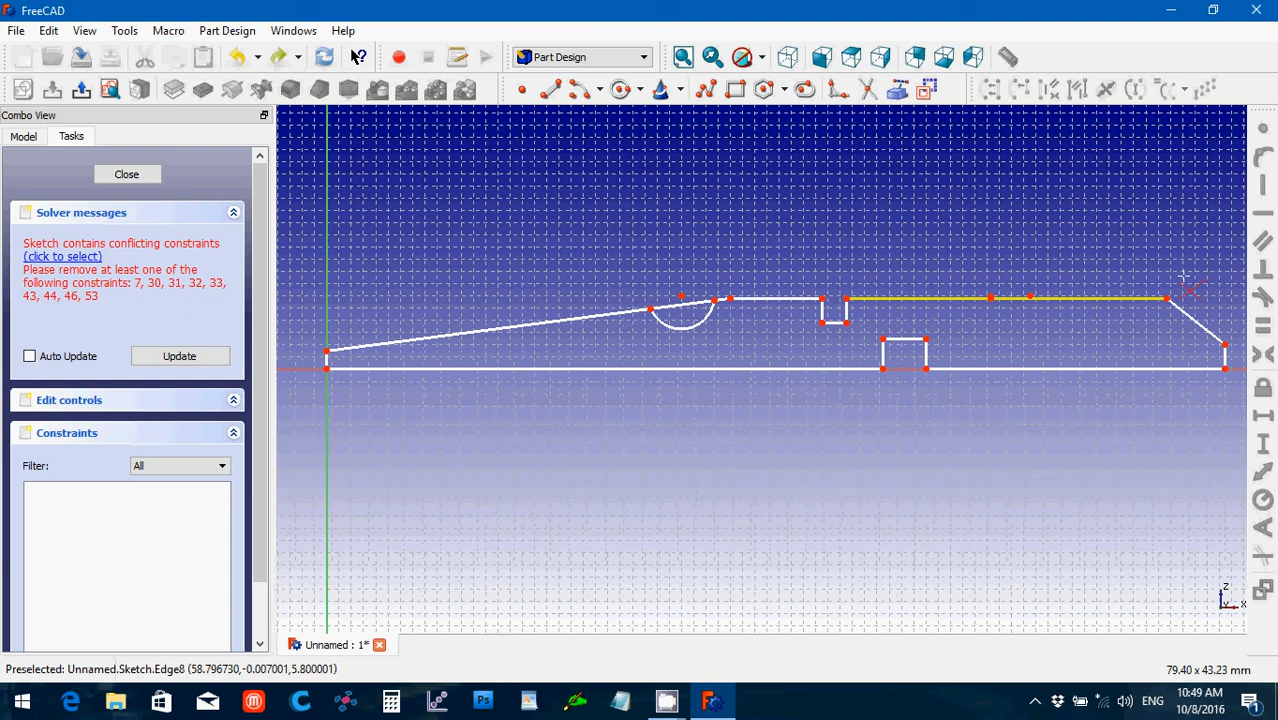 FreeCAD
File Edit View Tools Macro Part Design Windows Help
Part Design
Combo View
Model Tasks
Close
Solver messages
Sketch contains conflicting constraints
(click to select)
Please remove at least one of the
following constraints: 7, 30, 31, 32, 33,
43, 44, 46, 53
Auto Update Update
Edit controls
Constraints
Filter: All
Z
Y X
Unnamed : 1*
Preselected: Unnamed.Sketch.Edge8 (58.796730,-0.007001,5.800001) 79.40 x 43.23 mm
ENG
10:49 AM
10/8/2016
1